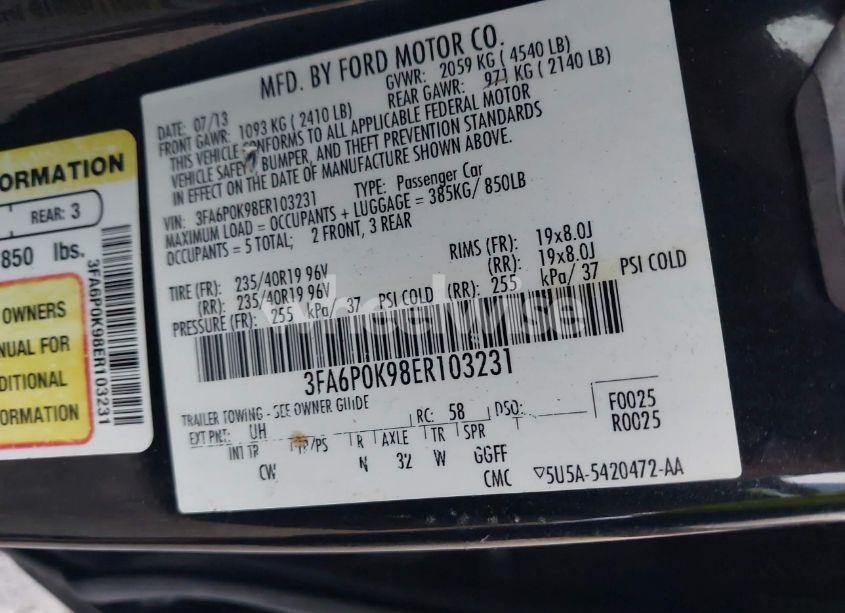 MFD. BY FORD MOTOR CO.
DATE: 07/13 GVWR: 2059 KG ( 4540 LB)
FRONT GAWR: 1093 KG ( 2410 LB) REAR GAWR: 971 KG ( 2140 LB)
THIS VEHICLE CONFORMS TO ALL APPLICABLE FEDERAL MOTOR
VEHICLE SAFETY, BUMPER, AND THEFT PREVENTION STANDARDS
IN EFFECT ON THE DATE OF MANUFACTURE SHOWN ABOVE.
VIN: 3FA6P0K98ER103231 TYPE: Passenger Car
MAXIMUM LOAD = OCCUPANTS + LUGGAGE = 385KG/ 850LB
OCCUPANTS = 5 TOTAL; 2 FRONT, 3 REAR
TIRE (FR): 235/40R19 96V RIMS (FR): 19x8.0J
(RR): 235/40R19 96V (RR): 19x8.0J
PRESSURE (FR): 255 kPa/ 37 PSI COLD (RR): 255 kPa/ 37 PSI COLD
3FA6P0K98ER103231
TRAILER TOWING - SEE OWNER GUIDE
EXT PNT: UH RC: 58 DSO: F0025
R0025
INT TR TP/PS R AXLE TR SPR
CW N 32 W GGFF
CMC ▽5U5A-5420472-AA
ORMATION
REAR: 3
850 lbs.
3FA6P0K98ER103231
OWNERS
NUAL FOR
DITIONAL
ORMATION
wheelwise